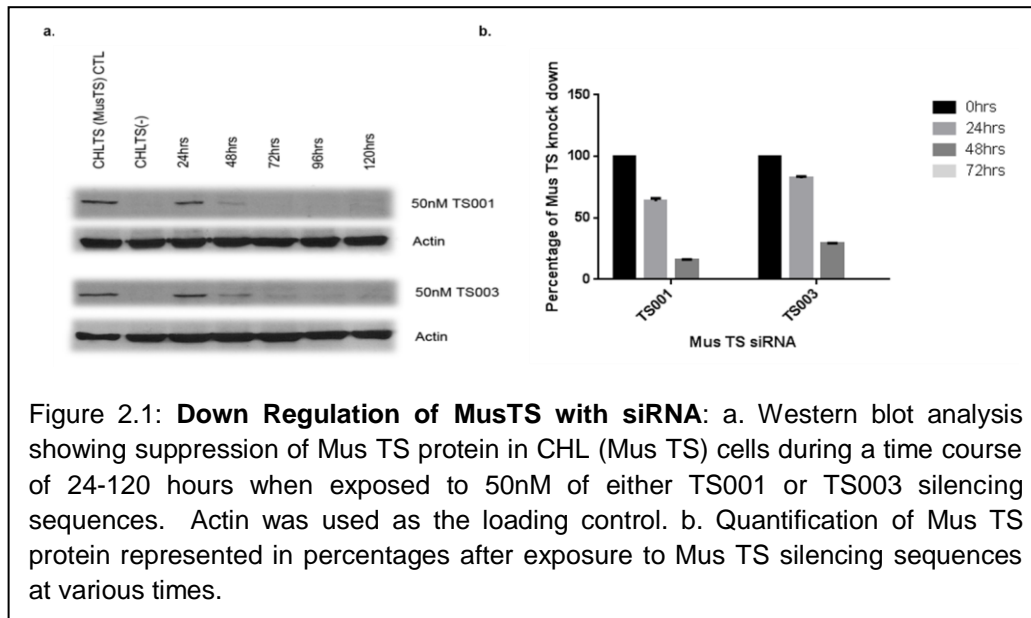 a.
CHLTS (MusTS) CTL
CHLTS(-)
24hrs
48hrs
72hrs
96hrs
120hrs
50nM TS001
Actin
50nM TS003
Actin
b.
Percentage of Mus TS knock down
150
100
50
0
TS001
TS003
Mus TS siRNA
0hrs
24hrs
48hrs
72hrs
Figure 2.1: Down Regulation of MusTS with siRNA: a. Western blot analysis
showing suppression of Mus TS protein in CHL (Mus TS) cells during a time course
of 24-120 hours when exposed to 50nM of either TS001 or TS003 silencing
sequences. Actin was used as the loading control. b. Quantification of Mus TS
protein represented in percentages after exposure to Mus TS silencing sequences
at various times.